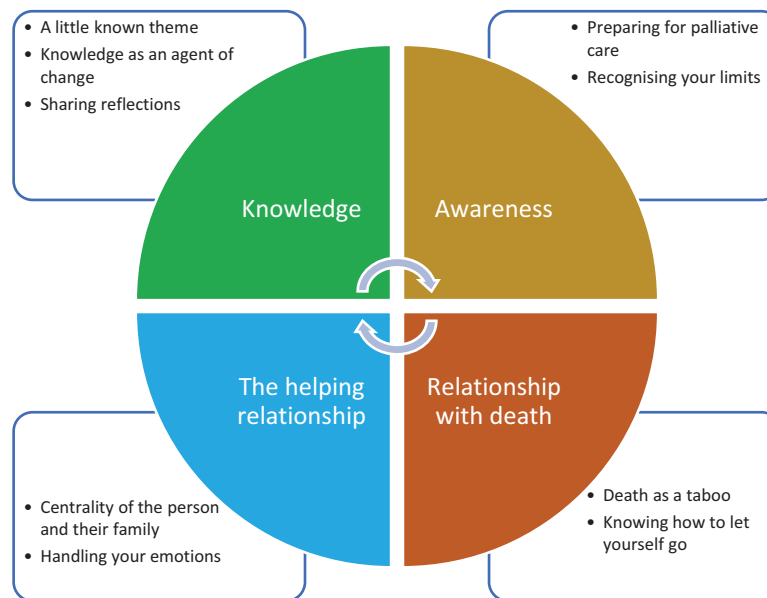 • A little known theme
• Knowledge as an agent of
change
• Sharing reflections
• Preparing for palliative
care
• Recognising your limits
Knowledge
Awareness
The helping
relationship
Relationship
with death
• Centrality of the person
and their family
• Handling your emotions
• Death as a taboo
• Knowing how to let
yourself go